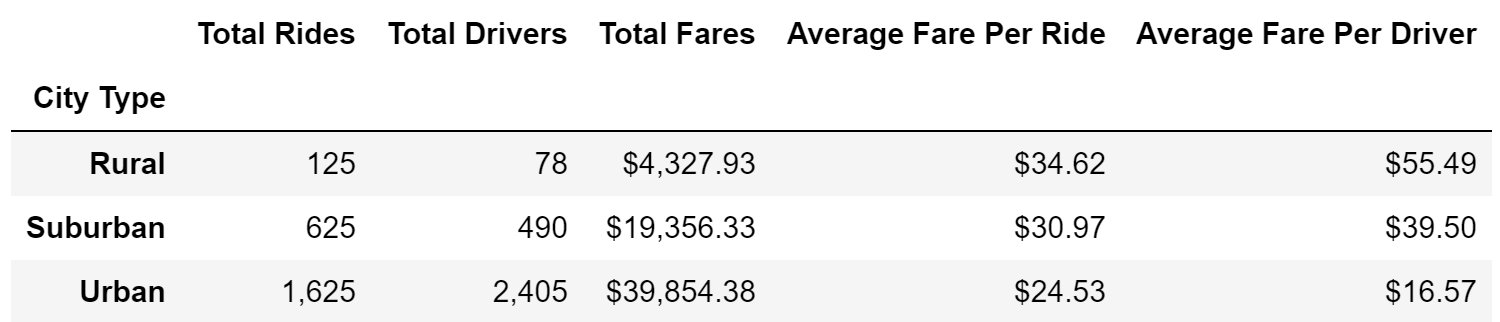 Total Rides Total Drivers Total Fares Average Fare Per Ride Average Fare Per Driver
City Type
Rural 125 78 $4,327.93 $34.62 $55.49
Suburban 625 490 $19,356.33 $30.97 $39.50
Urban 1,625 2,405 $39,854.38 $24.53 $16.57